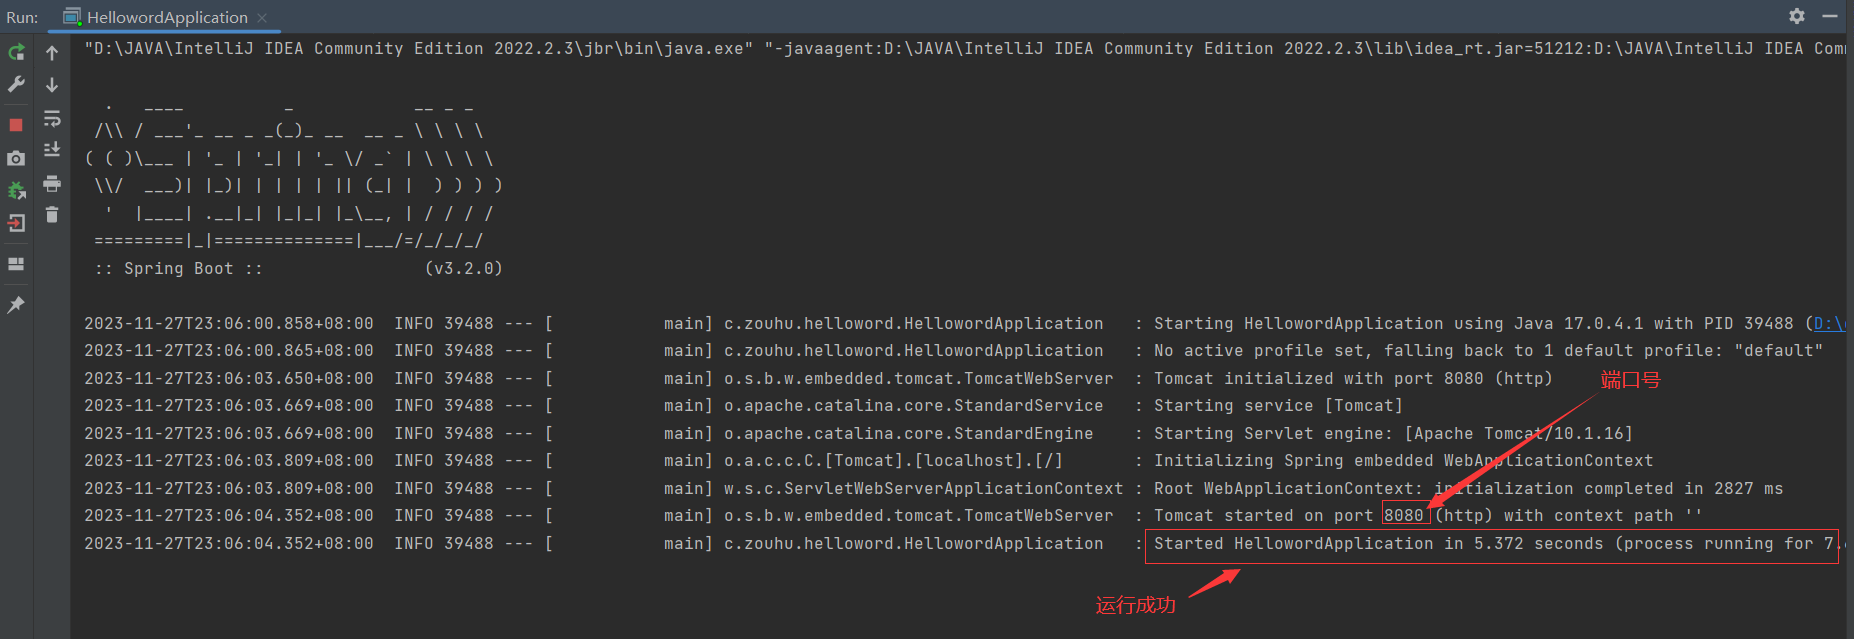 Run: HellowordApplication
"D:\JAVA\IntelliJ IDEA Community Edition 2022.2.3\jbr\bin\java.exe" "-javaagent:D:\JAVA\IntelliJ IDEA Community Edition 2022.2.3\lib\idea_rt.jar=51212:D:\JAVA\IntelliJ IDEA Com
  .   ____          _            __ _ _
 /\\ / ___'_ __ _ _(_)_ __  __ _ \ \ \ \
( ( )\___ | '_ | '_| | '_ \/ _` | \ \ \ \
 \\/  ___)| |_)| | | | | || (_| |  ) ) ) )
  '  |____| .__|_| |_|_| |_\__, | / / / /
 =========|_|==============|___/=/_/_/_/
 :: Spring Boot ::                (v3.2.0)
2023-11-27T23:06:00.858+08:00  INFO 39488 --- [           main] c.zouhu.helloword.HellowordApplication   : Starting HellowordApplication using Java 17.0.4.1 with PID 39488 (D:\
2023-11-27T23:06:00.865+08:00  INFO 39488 --- [           main] c.zouhu.helloword.HellowordApplication   : No active profile set, falling back to 1 default profile: "default"
2023-11-27T23:06:03.650+08:00  INFO 39488 --- [           main] o.s.b.w.embedded.tomcat.TomcatWebServer  : Tomcat initialized with port 8080 (http)
端口号
2023-11-27T23:06:03.669+08:00  INFO 39488 --- [           main] o.apache.catalina.core.StandardService   : Starting service [Tomcat]
2023-11-27T23:06:03.669+08:00  INFO 39488 --- [           main] o.apache.catalina.core.StandardEngine    : Starting Servlet engine: [Apache Tomcat/10.1.16]
2023-11-27T23:06:03.809+08:00  INFO 39488 --- [           main] o.a.c.c.C.[Tomcat].[localhost].[/]       : Initializing Spring embedded WebApplicationContext
2023-11-27T23:06:03.809+08:00  INFO 39488 --- [           main] w.s.c.ServletWebServerApplicationContext : Root WebApplicationContext: initialization completed in 2827 ms
2023-11-27T23:06:04.352+08:00  INFO 39488 --- [           main] o.s.b.w.embedded.tomcat.TomcatWebServer  : Tomcat started on port 8080 (http) with context path ''
2023-11-27T23:06:04.352+08:00  INFO 39488 --- [           main] c.zouhu.helloword.HellowordApplication   : Started HellowordApplication in 5.372 seconds (process running for 7.
运行成功